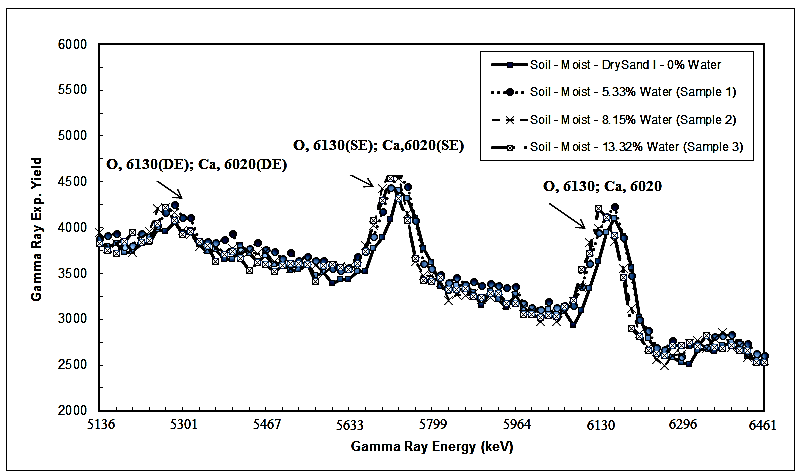 6000
5500
5000
4500
4000
3500
3000
2500
2000
Gamma Ray Exp. Yield
Soil - Moist - DrySand I - 0% Water
Soil - Moist - 5.33% Water (Sample 1)
Soil - Moist - 8.15% Water (Sample 2)
Soil - Moist - 13.32% Water (Sample 3)
O, 6130(DE); Ca, 6020(DE)
O, 6130(SE); Ca,6020(SE)
O, 6130; Ca, 6020
5136 5301 5467 5633 5799 5964 6130 6296 6461
Gamma Ray Energy (keV)